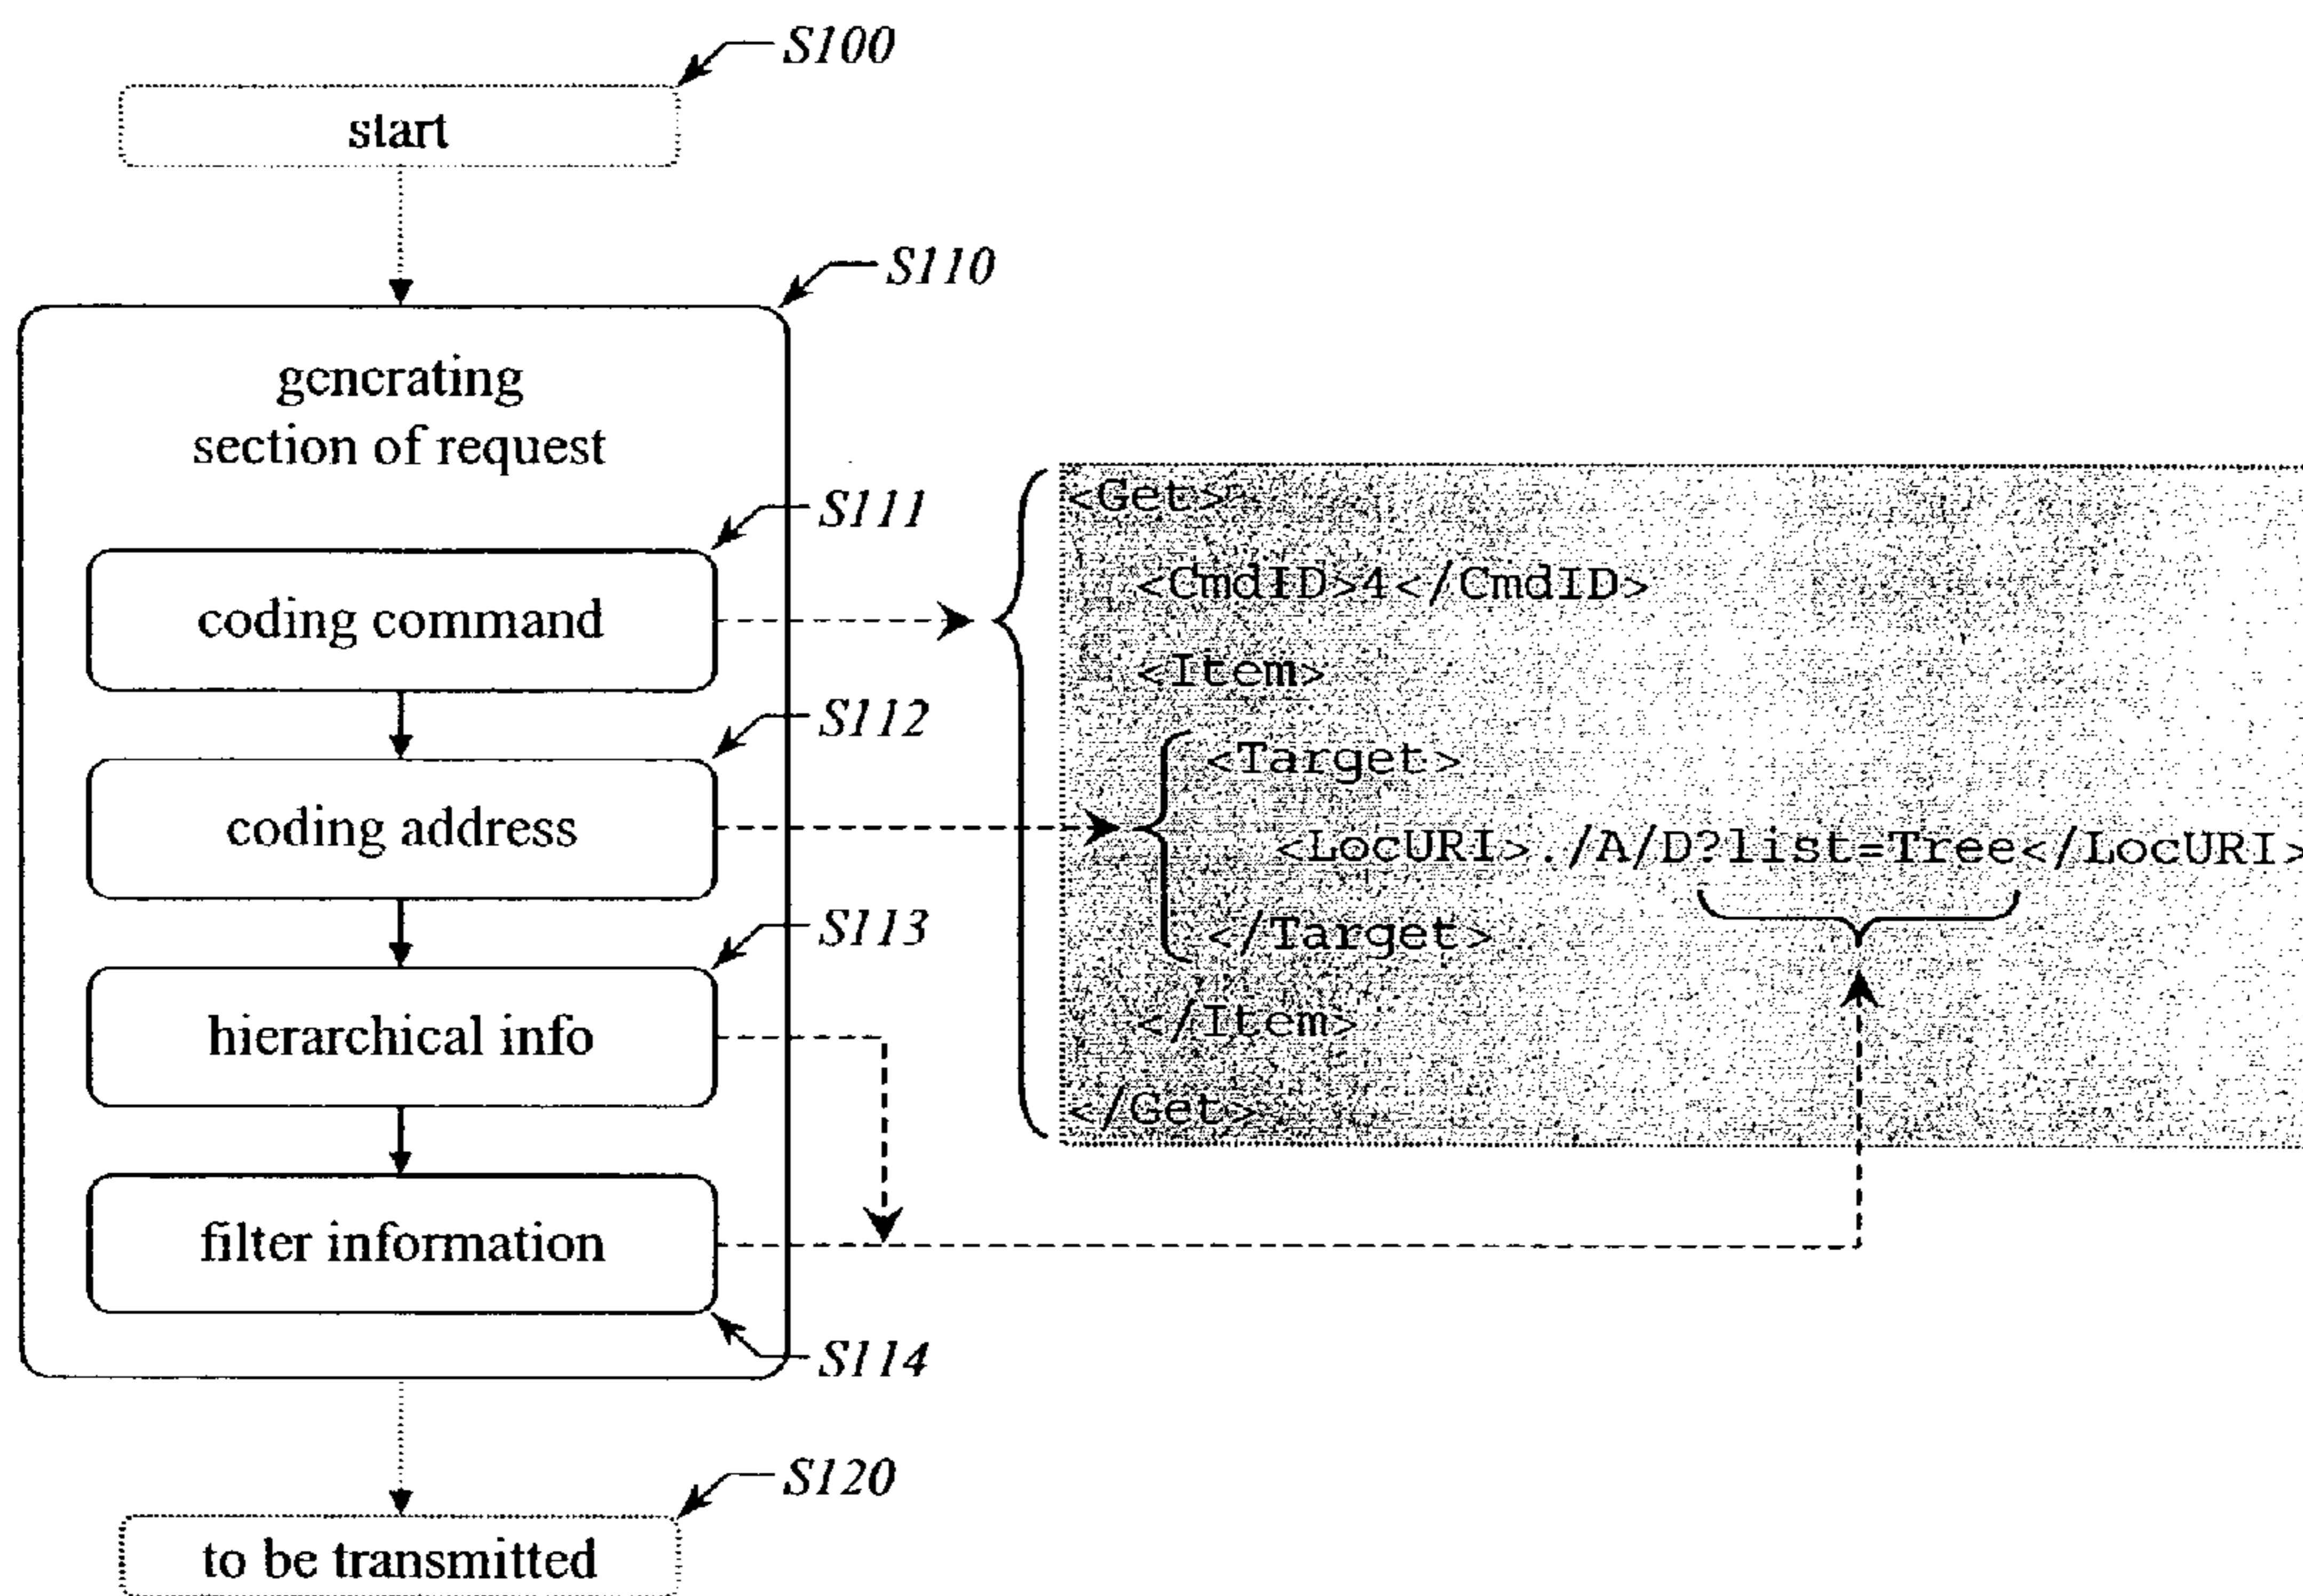 S100
start
S110
generating
section of request
S111
coding command
S112
coding address
S113
hierarchical info
filter information
S114
S120
to be transmitted
<Get>
<CmdID>4</CmdID>
<Item>
<Target>
<LocURI>./A/D?list=Tree</LocURI>
</Target>
</Item>
</Get>